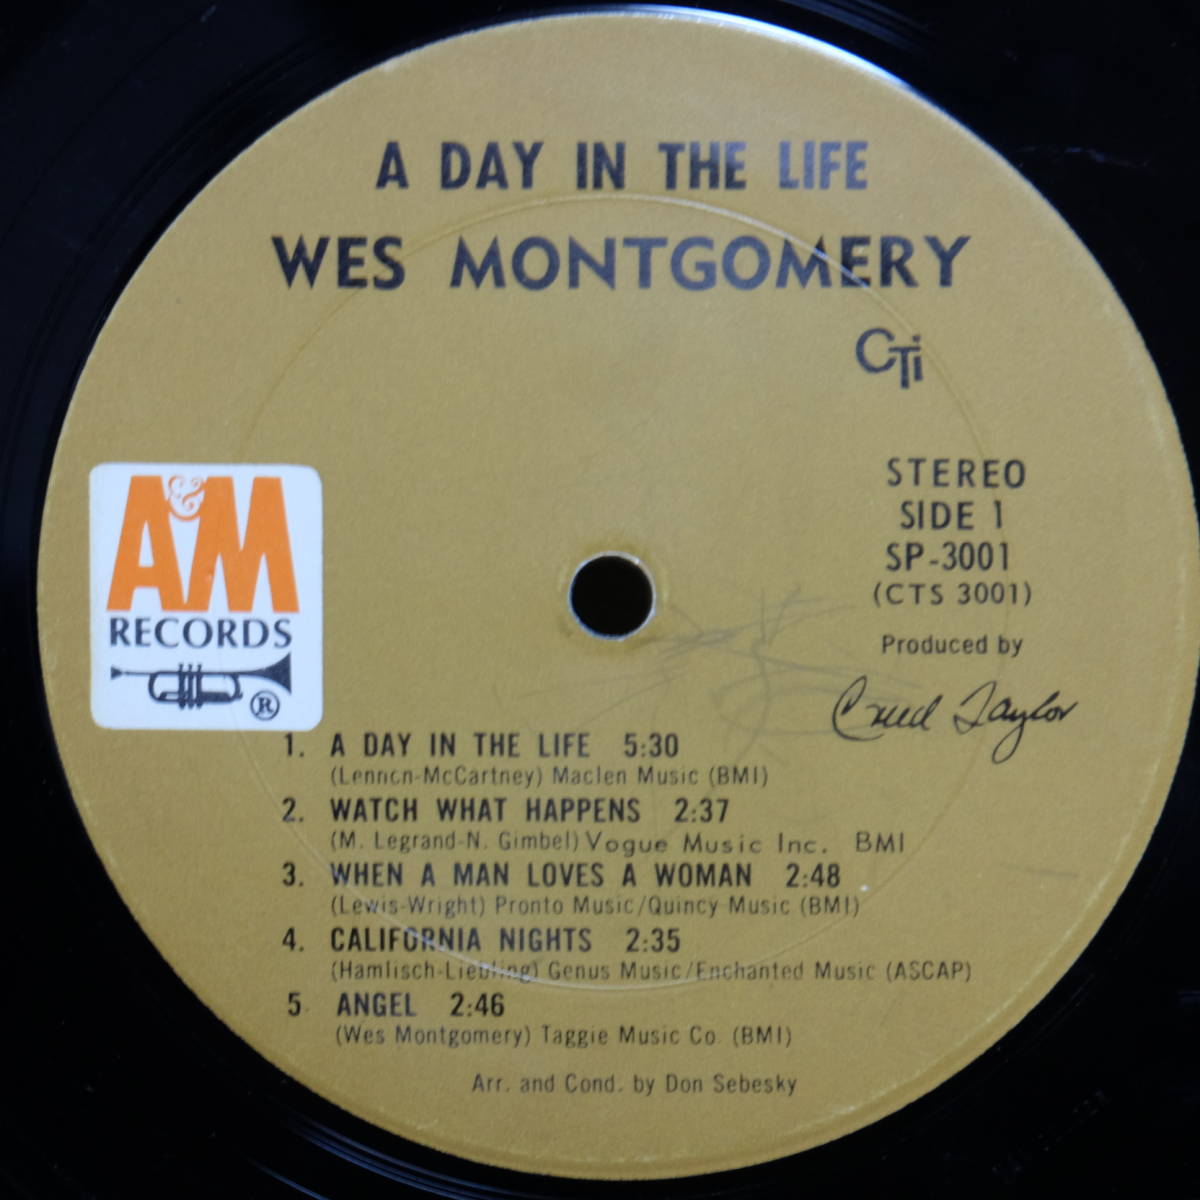 A DAY IN THE LIFE
WES MONTGOMERY
CTi
STEREO
SIDE 1
SP-3001
(CTS 3001)
Produced by
Creed Taylor
A&M
RECORDS
®
1. A DAY IN THE LIFE 5:30
(Lennon-McCartney) Maclen Music (BMI)
2. WATCH WHAT HAPPENS 2:37
(M. Legrand-N. Gimbel) Vogue Music Inc. BMI
3. WHEN A MAN LOVES A WOMAN 2:48
(Lewis-Wright) Pronto Music/Quincy Music (BMI)
4. CALIFORNIA NIGHTS 2:35
(Hamlisch-Liebling) Genus Music/Enchanted Music (ASCAP)
5. ANGEL 2:46
(Wes Montgomery) Taggie Music Co. (BMI)
Arr. and Cond. by Don Sebesky